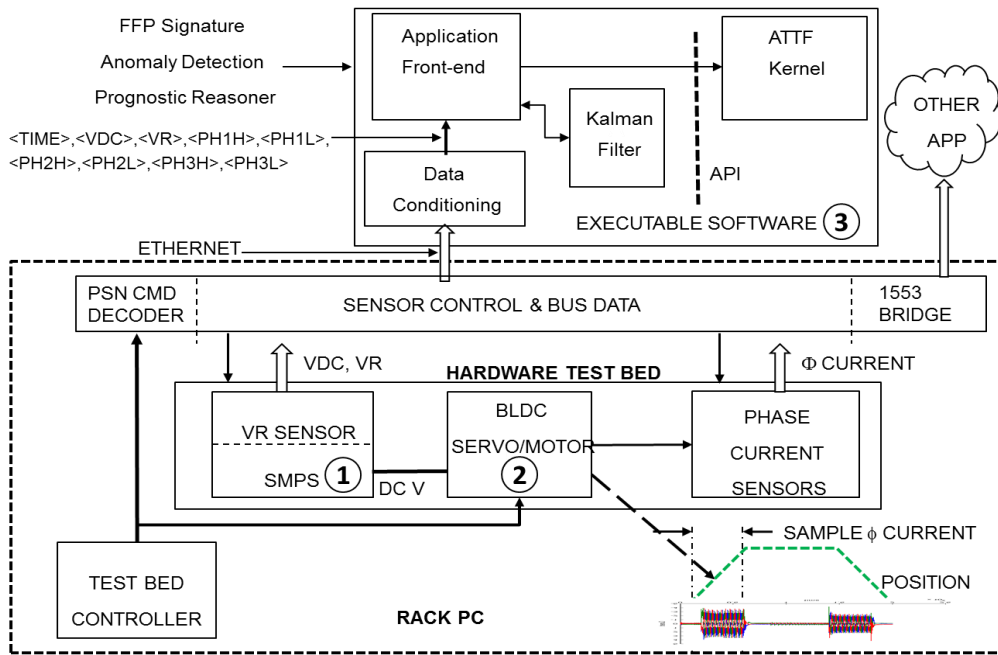 FFP Signature
Anomaly Detection
Prognostic Reasoner
<TIME>,<VDC>,<VR>,<PH1H>,<PH1L>,
<PH2H>,<PH2L>,<PH3H>,<PH3L>
Application
Front-end
ATTF
Kernel
Kalman
Filter
API
Data
Conditioning
EXECUTABLE SOFTWARE 3
OTHER
APP
ETHERNET
PSN CMD
DECODER
SENSOR CONTROL & BUS DATA
1553
BRIDGE
VDC, VR
HARDWARE TEST BED
Φ CURRENT
VR SENSOR
SMPS 1
DC V
BLDC
SERVO/MOTOR
2
PHASE
CURRENT
SENSORS
SAMPLE ϕ CURRENT
POSITION
TEST BED
CONTROLLER
RACK PC